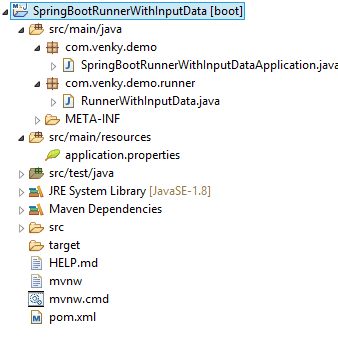 SpringBootRunnerWithInputData [boot]
src/main/java
com.venky.demo
SpringBootRunnerWithInputDataApplication.java
com.venky.demo.runner
RunnerWithInputData.java
META-INF
src/main/resources
application.properties
src/test/java
JRE System Library [JavaSE-1.8]
Maven Dependencies
src
target
HELP.md
mvnw
mvnw.cmd
pom.xml